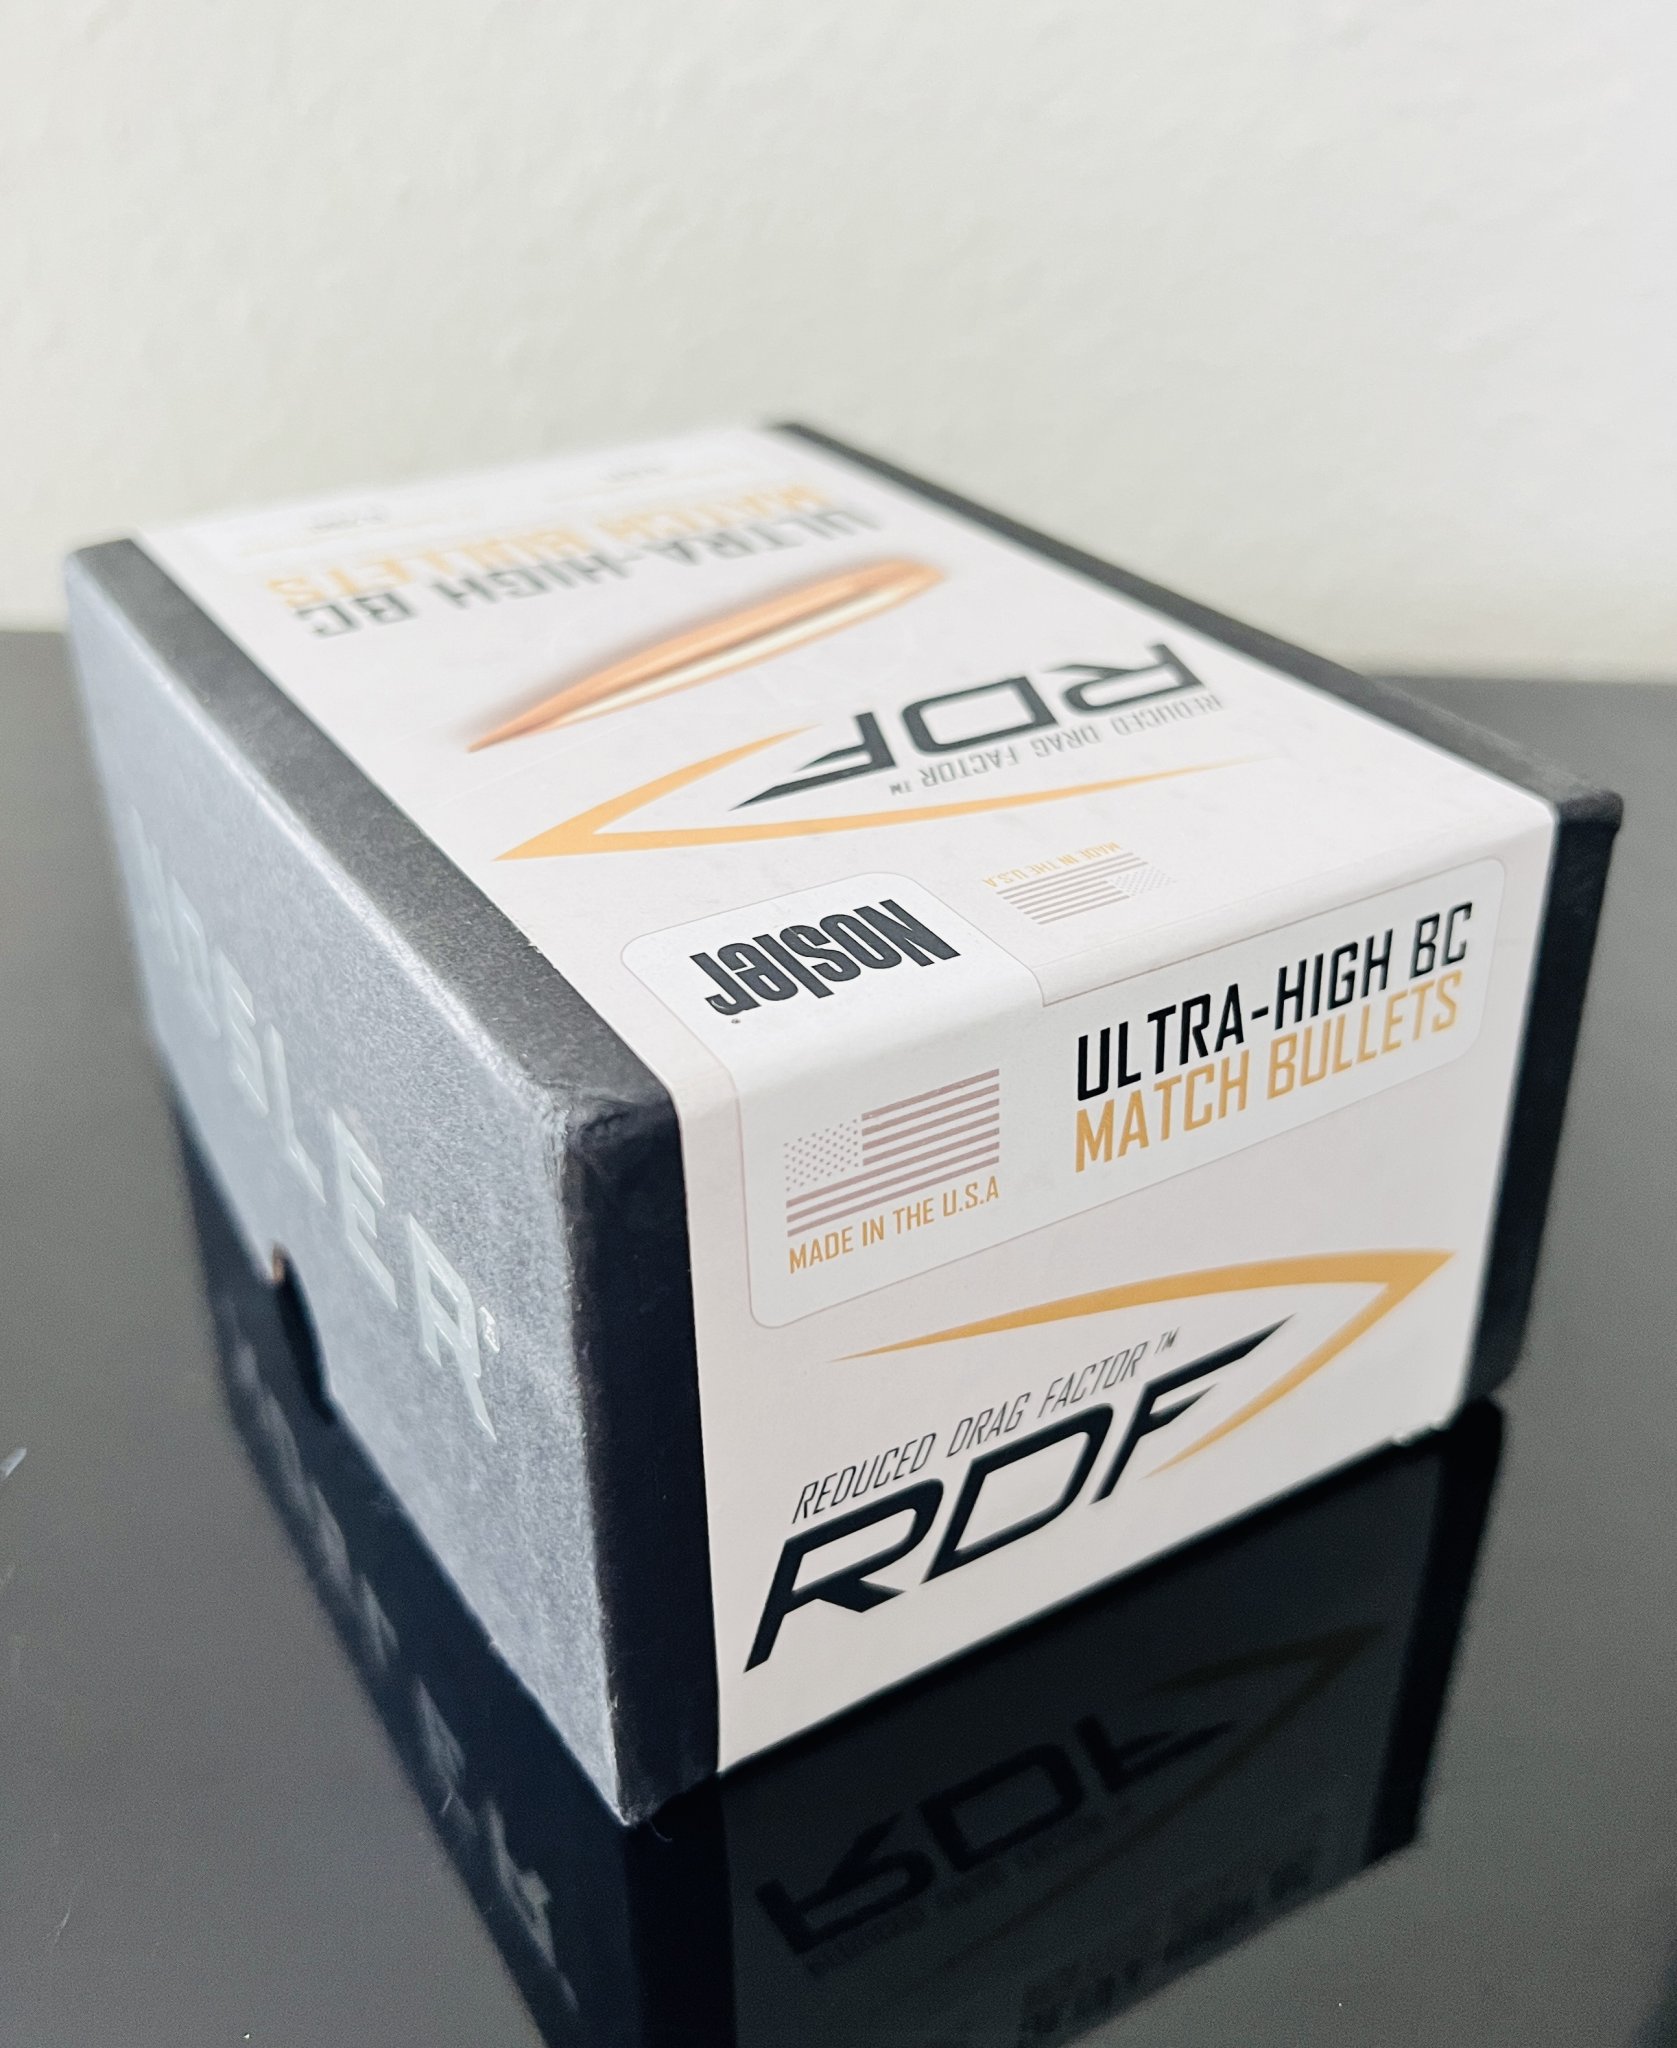 ULTRA-HIGH BC
MATCH BULLETS
RDF
REDUCED DRAG FACTOR™
MADE IN THE U.S.A
Nosler
ULTRA-HIGH BC
MATCH BULLETS
MADE IN THE U.S.A
REDUCED DRAG FACTOR™
RDF